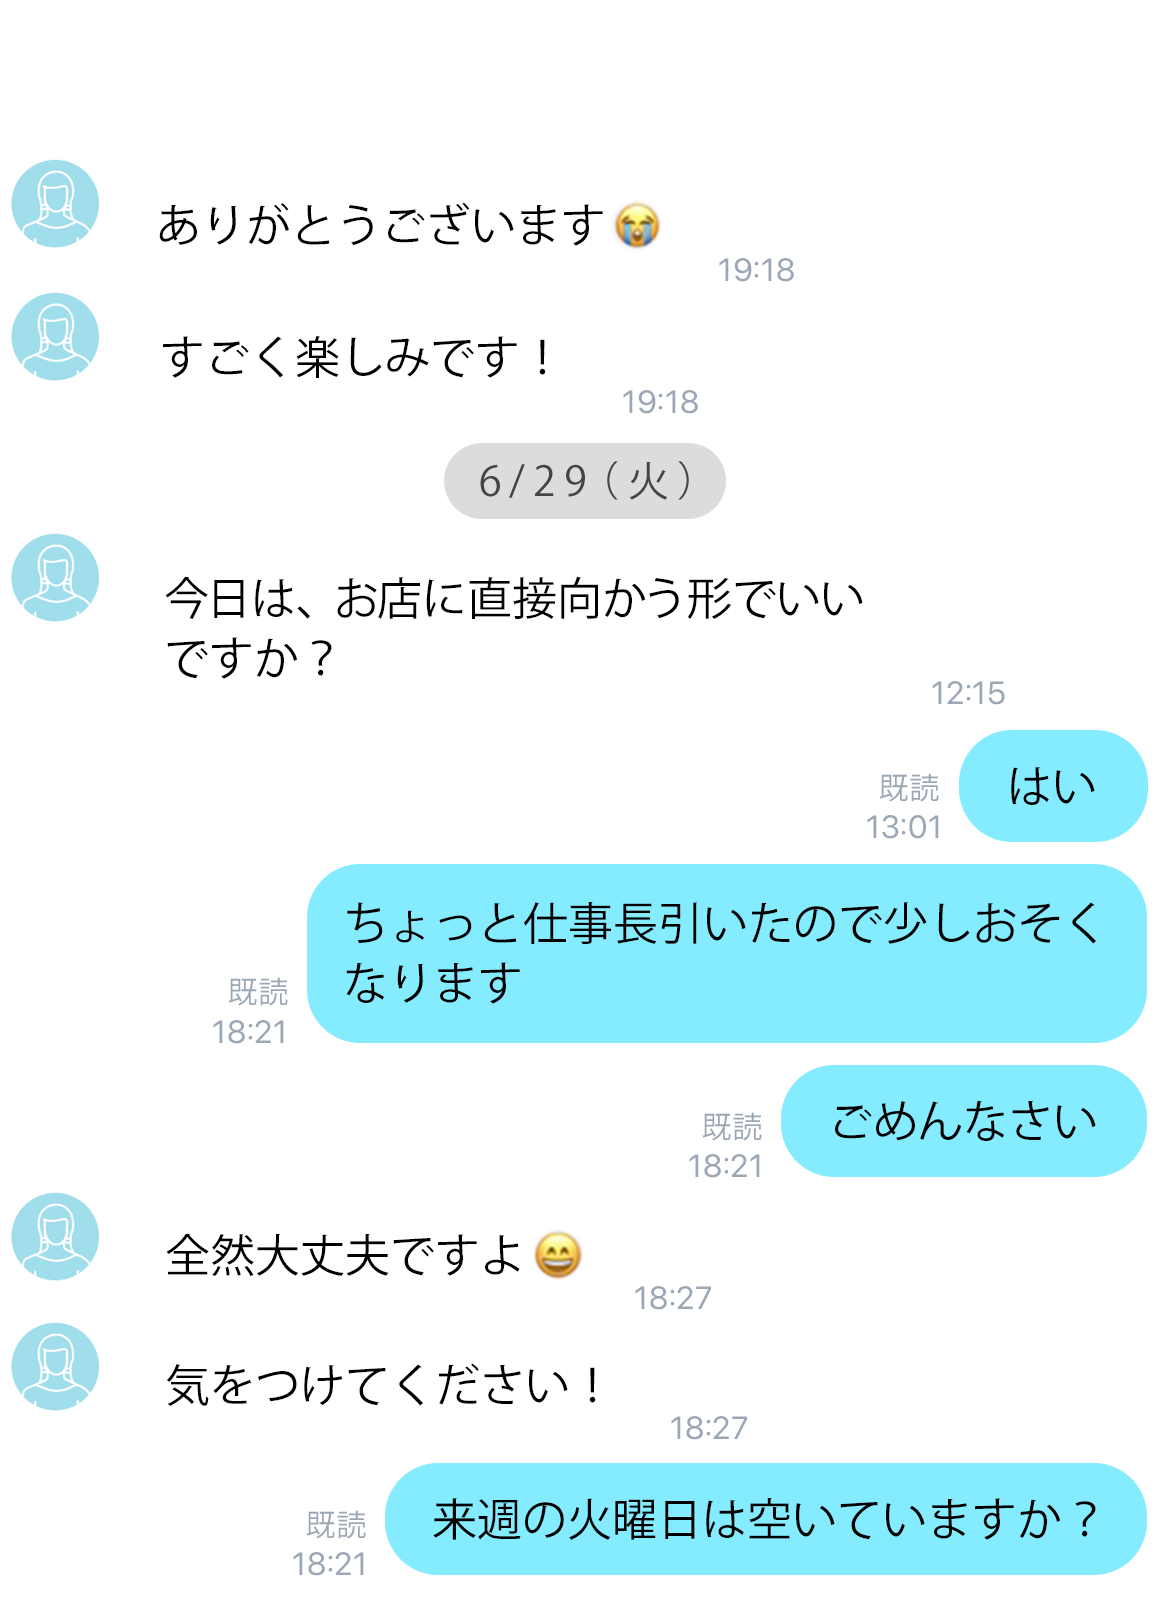 ありがとうございます😭
19:18
すごく楽しみです！
19:18
6/29（火）
今日は、お店に直接向かう形でいい
ですか？
12:15
はい
既読
13:01
ちょっと仕事長引いたので少しおそく
なります
既読
18:21
ごめんなさい
既読
18:21
全然大丈夫ですよ😄
18:27
気をつけてください！
18:27
来週の火曜日は空いていますか？
既読
18:21